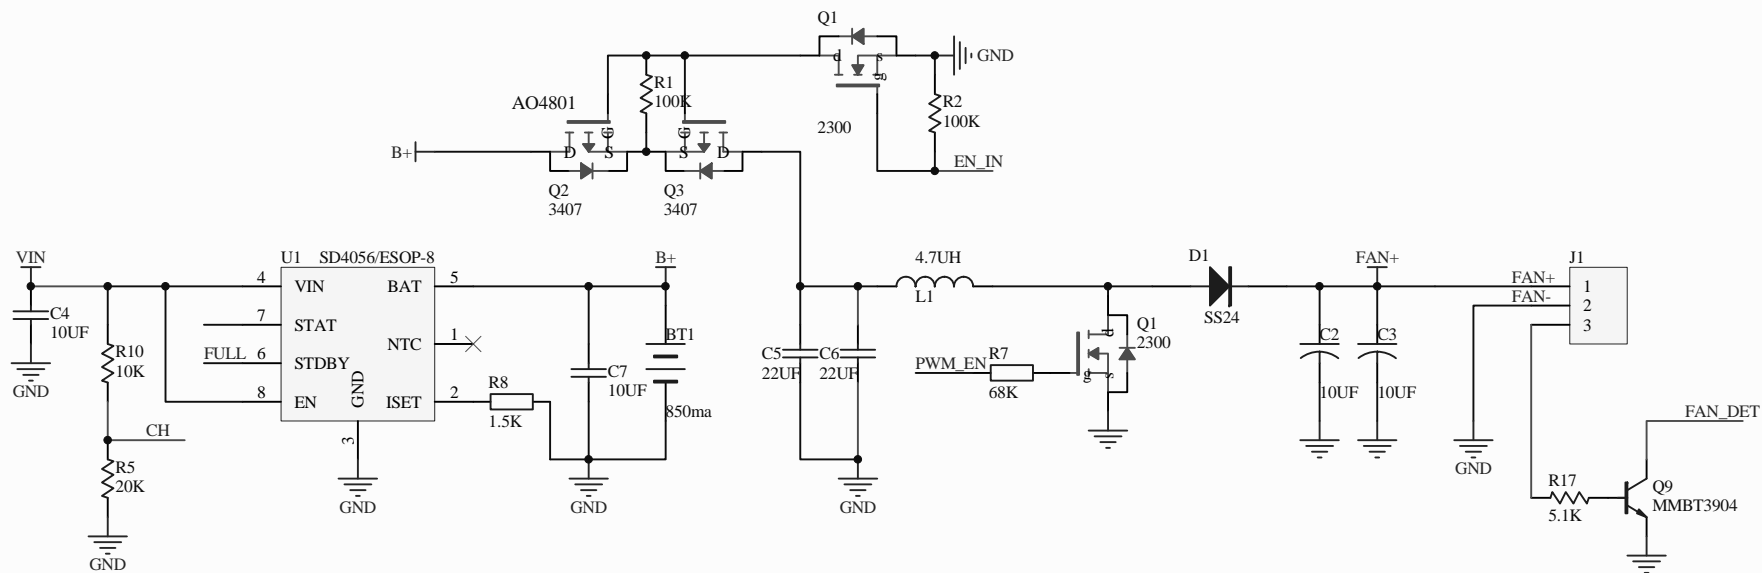 Q1
d
s
g
GND
R1
100K
AO4801
R2
100K
2300
G
G
B+
D
S
S
D
EN_IN
Q2
3407
Q3
3407
VIN
U1 SD4056/ESOP-8
B+
4.7UH
L1
D1
SS24
FAN+
J1
4 VIN BAT 5
FAN+ 1
FAN- 2
3
C4
10UF
7 STAT
NTC 1
BT1
Q1
2300
d
g
s
C2
10UF
C3
10UF
R10
10K
FULL 6 STDBY
C7
10UF
C5
22UF
C6
22UF
PWM_EN R7
68K
GND
8 EN GND ISET 2
R8
1.5K
850ma
3
CH
FAN_DET
R5
20K
GND
GND
GND
GND
GND
R17
5.1K
Q9
MMBT3904